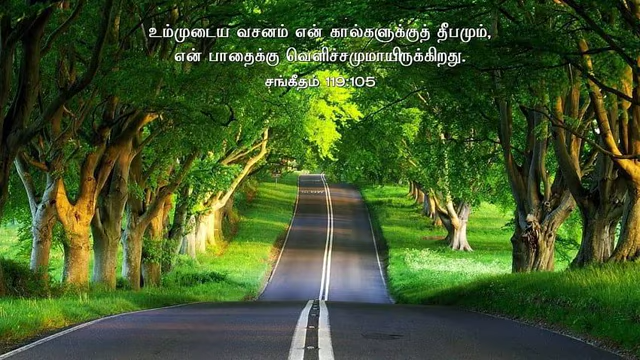 உம்முடைய வசனம் என் கால்களுக்குத் தீபமும்,
என் பாதைக்கு வெளிச்சமுமாயிருக்கிறது.
சங்கீதம் 119:105